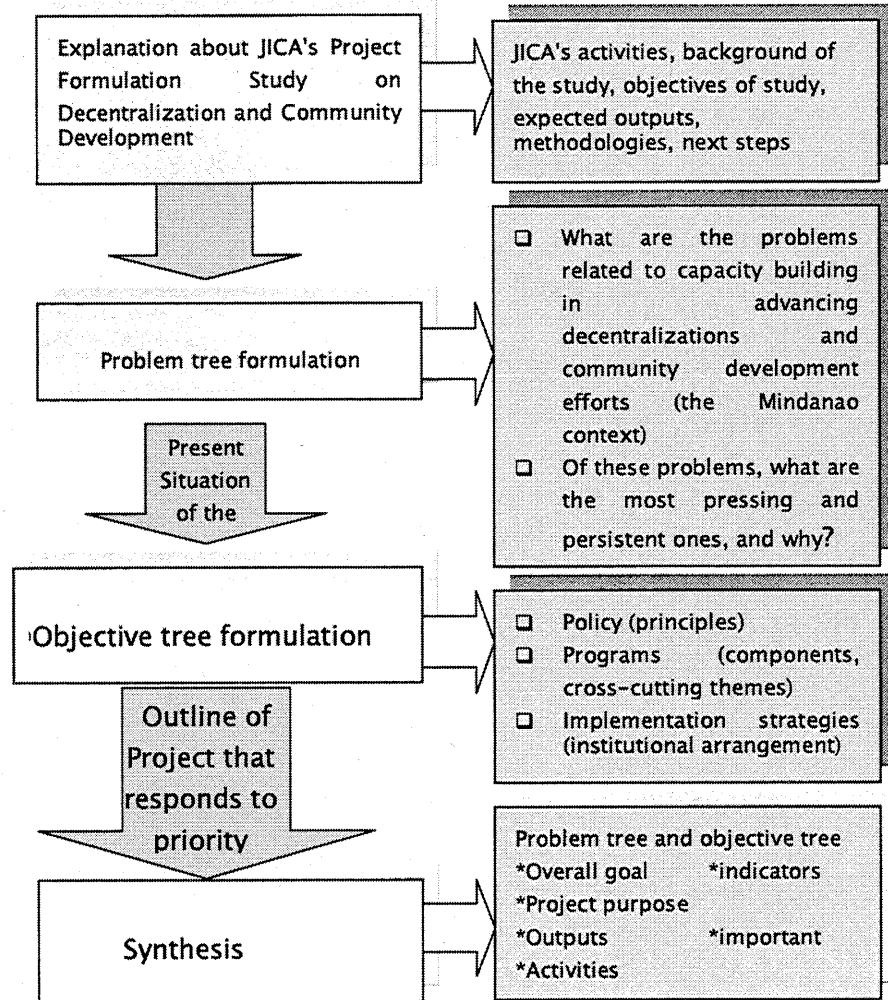 Explanation about JICA's Project
Formulation Study on
Decentralization and Community
Development
JICA's activities, background of
the study, objectives of study,
expected outputs,
methodologies, next steps
Problem tree formulation
❑ What are the problems
related to capacity building
in advancing
decentralizations and
community development
efforts (the Mindanao
context)
❑ Of these problems, what are
the most pressing and
persistent ones, and why?
Present
Situation
of the
Objective tree formulation
❑ Policy (principles)
❑ Programs (components,
cross-cutting themes)
❑ Implementation strategies
(institutional arrangement)
Outline of
Project that
responds to
priority
Synthesis
Problem tree and objective tree
*Overall goal *indicators
*Project purpose
*Outputs *important
*Activities